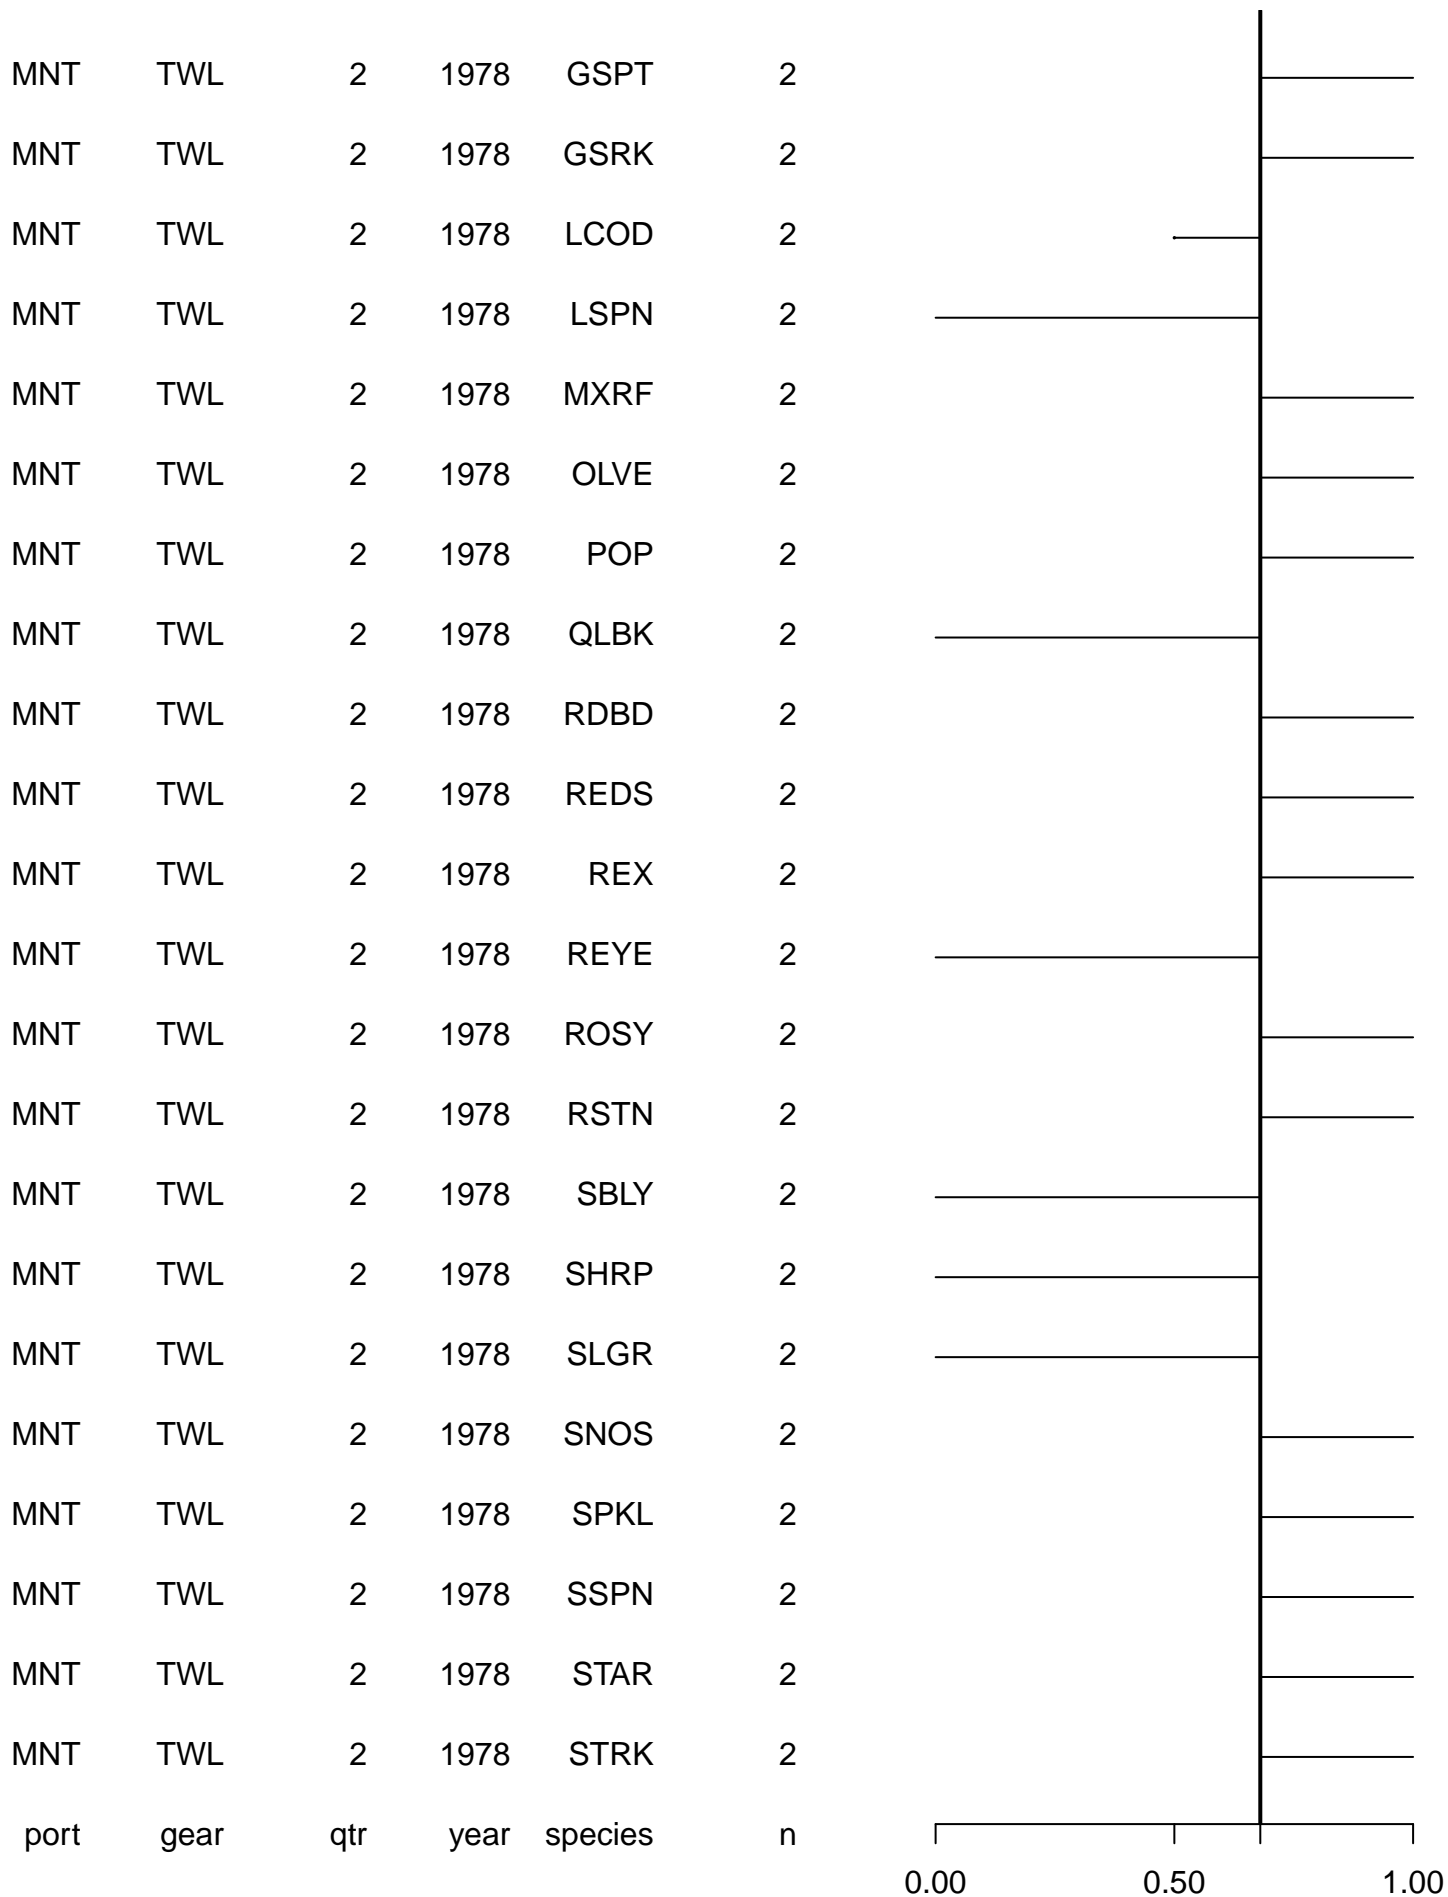 MNT TWL 2 1978 GSPT 2
MNT TWL 2 1978 GSRK 2
MNT TWL 2 1978 LCOD 2
MNT TWL 2 1978 LSPN 2
MNT TWL 2 1978 MXRF 2
MNT TWL 2 1978 OLVE 2
MNT TWL 2 1978 POP 2
MNT TWL 2 1978 QLBK 2
MNT TWL 2 1978 RDBD 2
MNT TWL 2 1978 REDS 2
MNT TWL 2 1978 REX 2
MNT TWL 2 1978 REYE 2
MNT TWL 2 1978 ROSY 2
MNT TWL 2 1978 RSTN 2
MNT TWL 2 1978 SBLY 2
MNT TWL 2 1978 SHRP 2
MNT TWL 2 1978 SLGR 2
MNT TWL 2 1978 SNOS 2
MNT TWL 2 1978 SPKL 2
MNT TWL 2 1978 SSPN 2
MNT TWL 2 1978 STAR 2
MNT TWL 2 1978 STRK 2
port gear qtr year species n
0.00 0.50 1.00